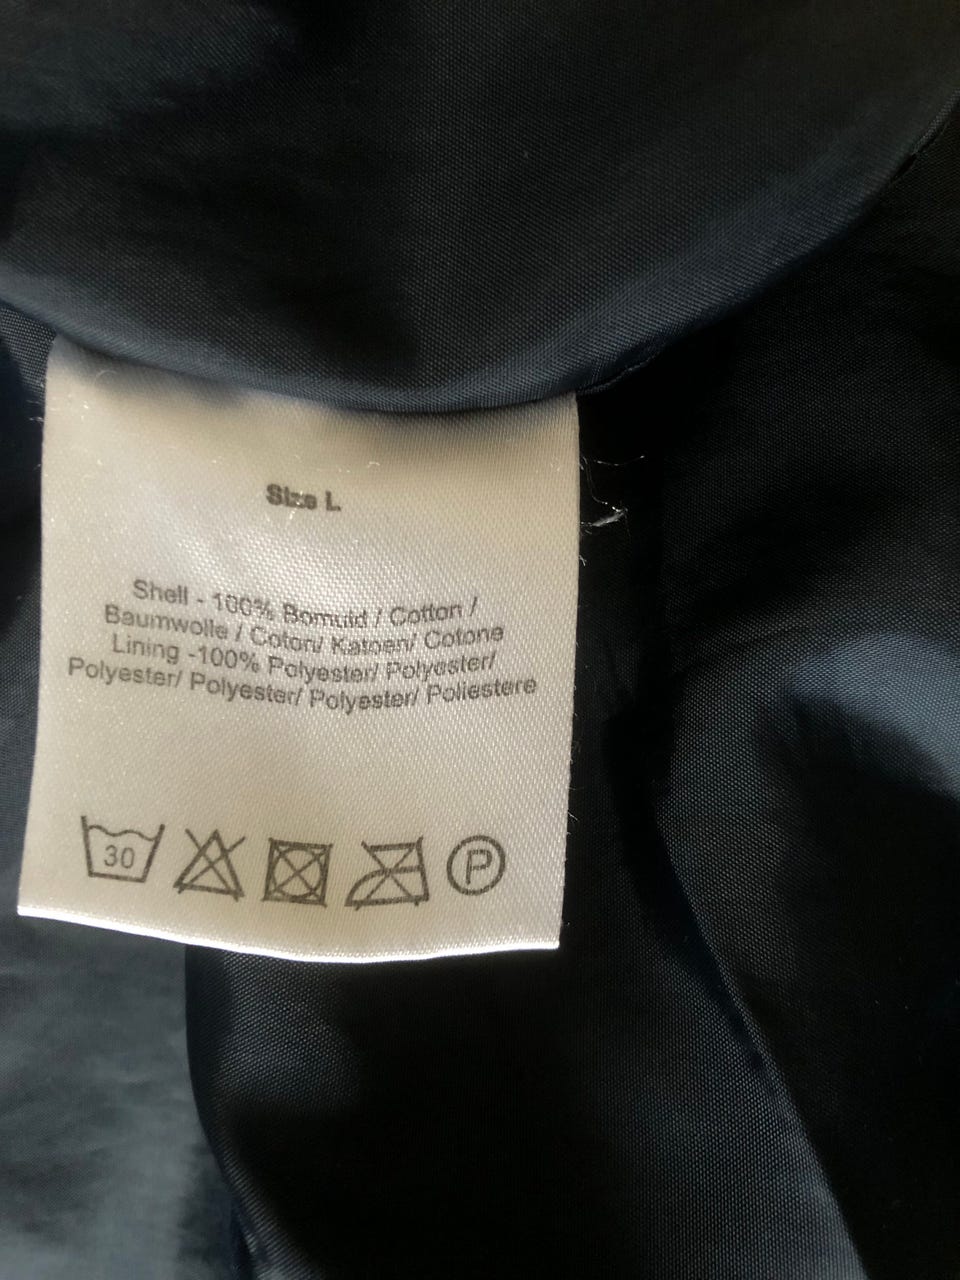 Size L
Shell - 100% Bomuld / Cotton /
Baumwolle / Coton/ Katoen/ Cotone
Lining -100% Polyester/ Polyester/
Polyester/ Polyester/ Polyester/ Poliestere
30
P